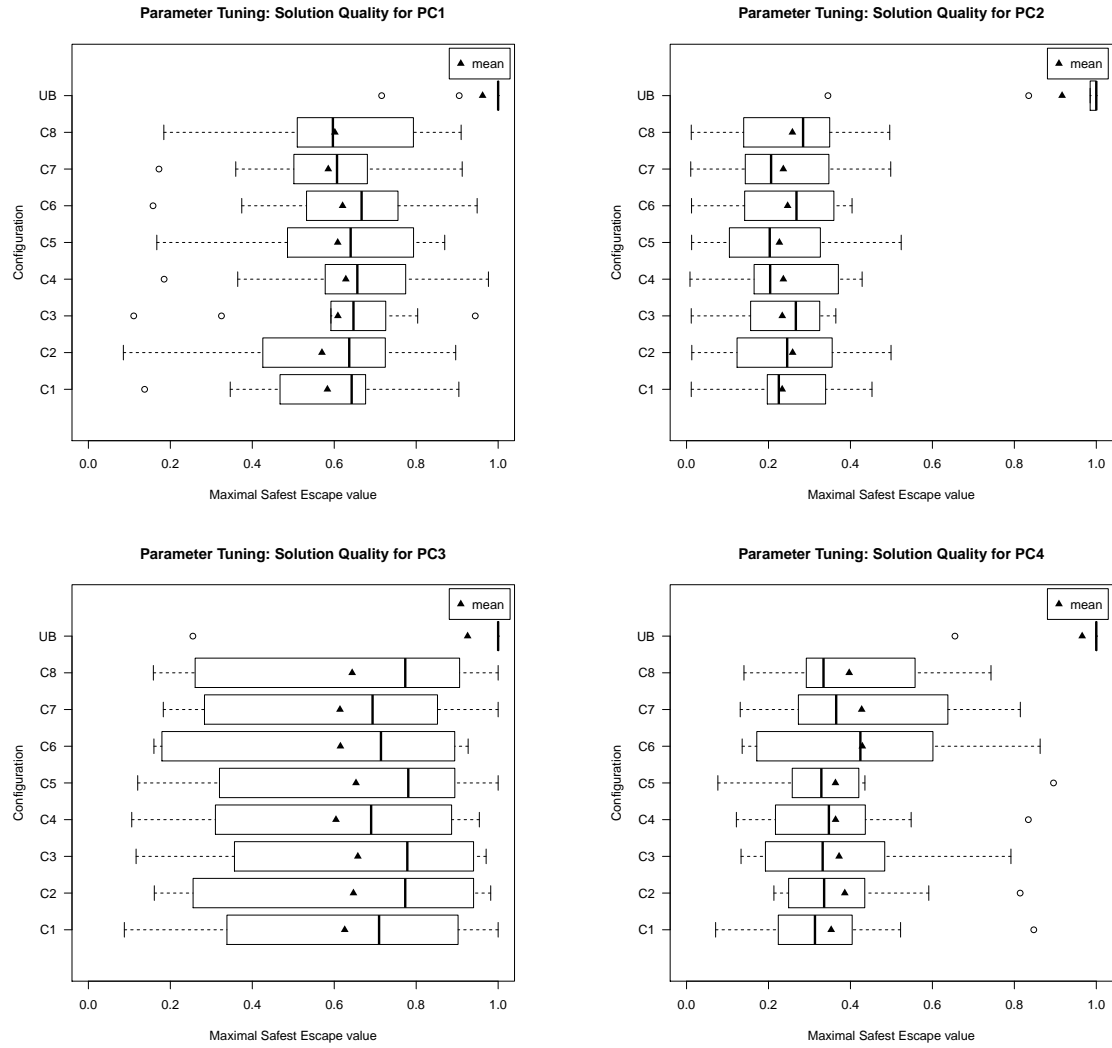 Parameter Tuning: Solution Quality for PC1
mean
UB
C8
C7
C6
C5
C4
C3
C2
C1
Configuration
0.0 0.2 0.4 0.6 0.8 1.0
Maximal Safest Escape value
Parameter Tuning: Solution Quality for PC2
mean
UB
C8
C7
C6
C5
C4
C3
C2
C1
Configuration
0.0 0.2 0.4 0.6 0.8 1.0
Maximal Safest Escape value
Parameter Tuning: Solution Quality for PC3
mean
UB
C8
C7
C6
C5
C4
C3
C2
C1
Configuration
0.0 0.2 0.4 0.6 0.8 1.0
Maximal Safest Escape value
Parameter Tuning: Solution Quality for PC4
mean
UB
C8
C7
C6
C5
C4
C3
C2
C1
Configuration
0.0 0.2 0.4 0.6 0.8 1.0
Maximal Safest Escape value